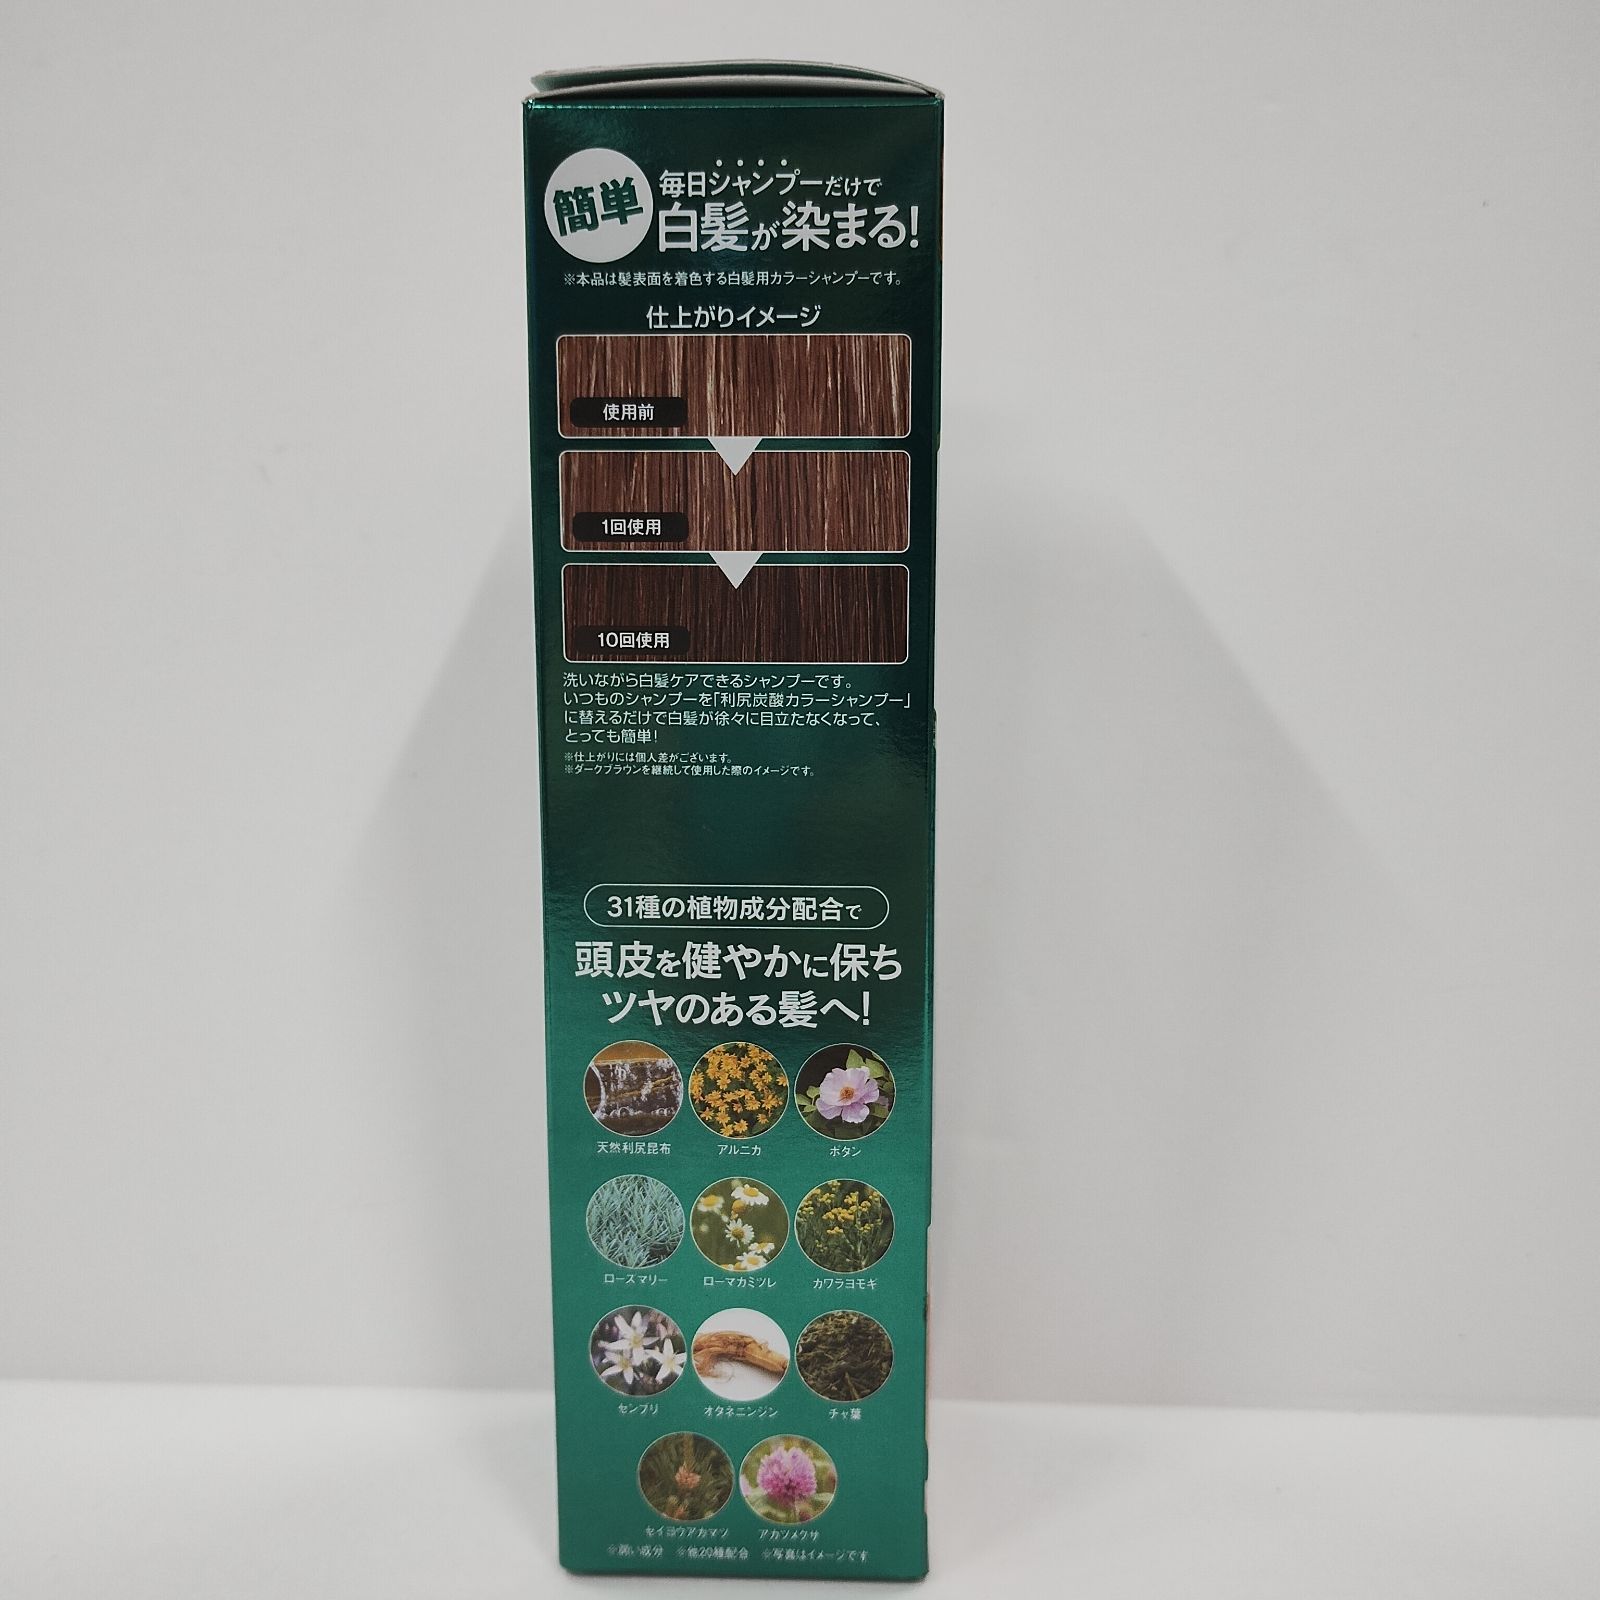 簡単
毎日シャンプーだけで
白髪が染まる!
※本品は髪表面を着色する白髪用カラーシャンプーです。
仕上がりイメージ
使用前
1回使用
10回使用
洗いながら白髪ケアできるシャンプーです。
いつものシャンプーを「利尻炭酸カラーシャンプー」
に替えるだけで白髪が徐々に目立たなくなって、
とっても簡単!
※仕上がりには個人差がございます。
※ダークブラウンを継続して使用した際のイメージです。
31種の植物成分配合で
頭皮を健やかに保ち
ツヤのある髪へ!
天然利尻昆布 アルニカ ボタン
ローズマリー ローマカミツレ カワラヨモギ
センブリ オタネニンジン チャ葉
セイヨウアカマツ アカツメクサ
※潤い成分 ※他20種配合 ※写真はイメージです